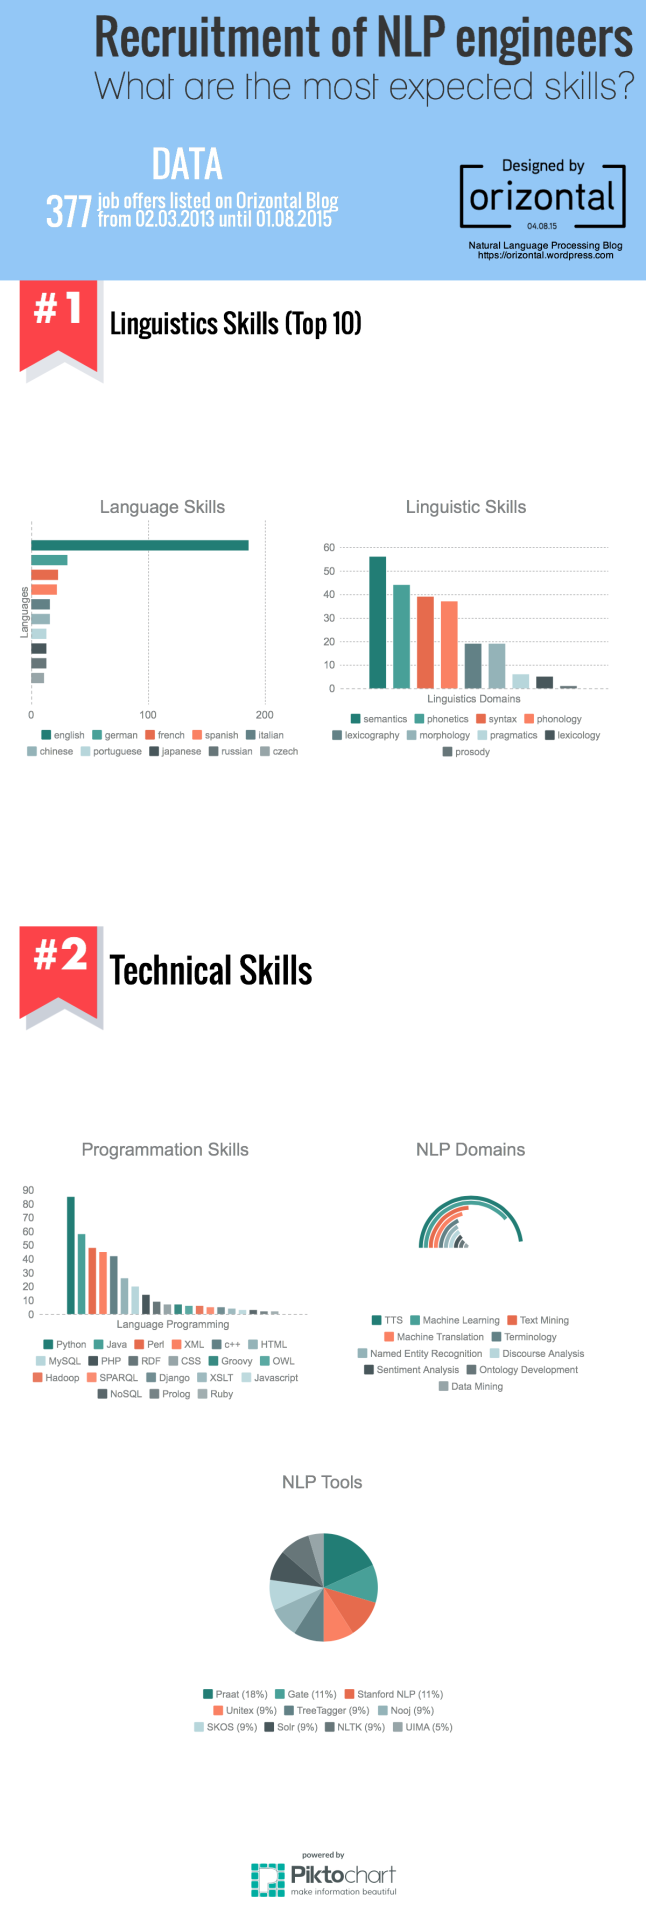 Recruitment of NLP engineers
What are the most expected skills?
DATA
377 job offers listed on Orizontal Blog
from 02.03.2013 until 01.08.2015
Designed by
orizontal
04.08.15
Natural Language Processing Blog
https://orizontal.wordpress.com
#1
Linguistics Skills (Top 10)
Language Skills
Languages
0 100 200
english german french spanish italian
chinese portuguese japanese russian czech
Linguistic Skills
60
50
40
30
20
10
0
Linguistics Domains
semantics phonetics syntax phonology
lexicography morphology pragmatics lexicology
prosody
#2
Technical Skills
Programmation Skills
90
80
70
60
50
40
30
20
10
0
Language Programming
Python Java Perl XML c++ HTML
MySQL PHP RDF CSS Groovy OWL
Hadoop SPARQL Django XSLT Javascript
NoSQL Prolog Ruby
NLP Domains
TTS Machine Learning Text Mining
Machine Translation Terminology
Named Entity Recognition Discourse Analysis
Sentiment Analysis Ontology Development
Data Mining
NLP Tools
Praat (18%) Gate (11%) Stanford NLP (11%)
Unitex (9%) TreeTagger (9%) Nooj (9%)
SKOS (9%) Solr (9%) NLTK (9%) UIMA (5%)
powered by
Piktochart
make information beautiful